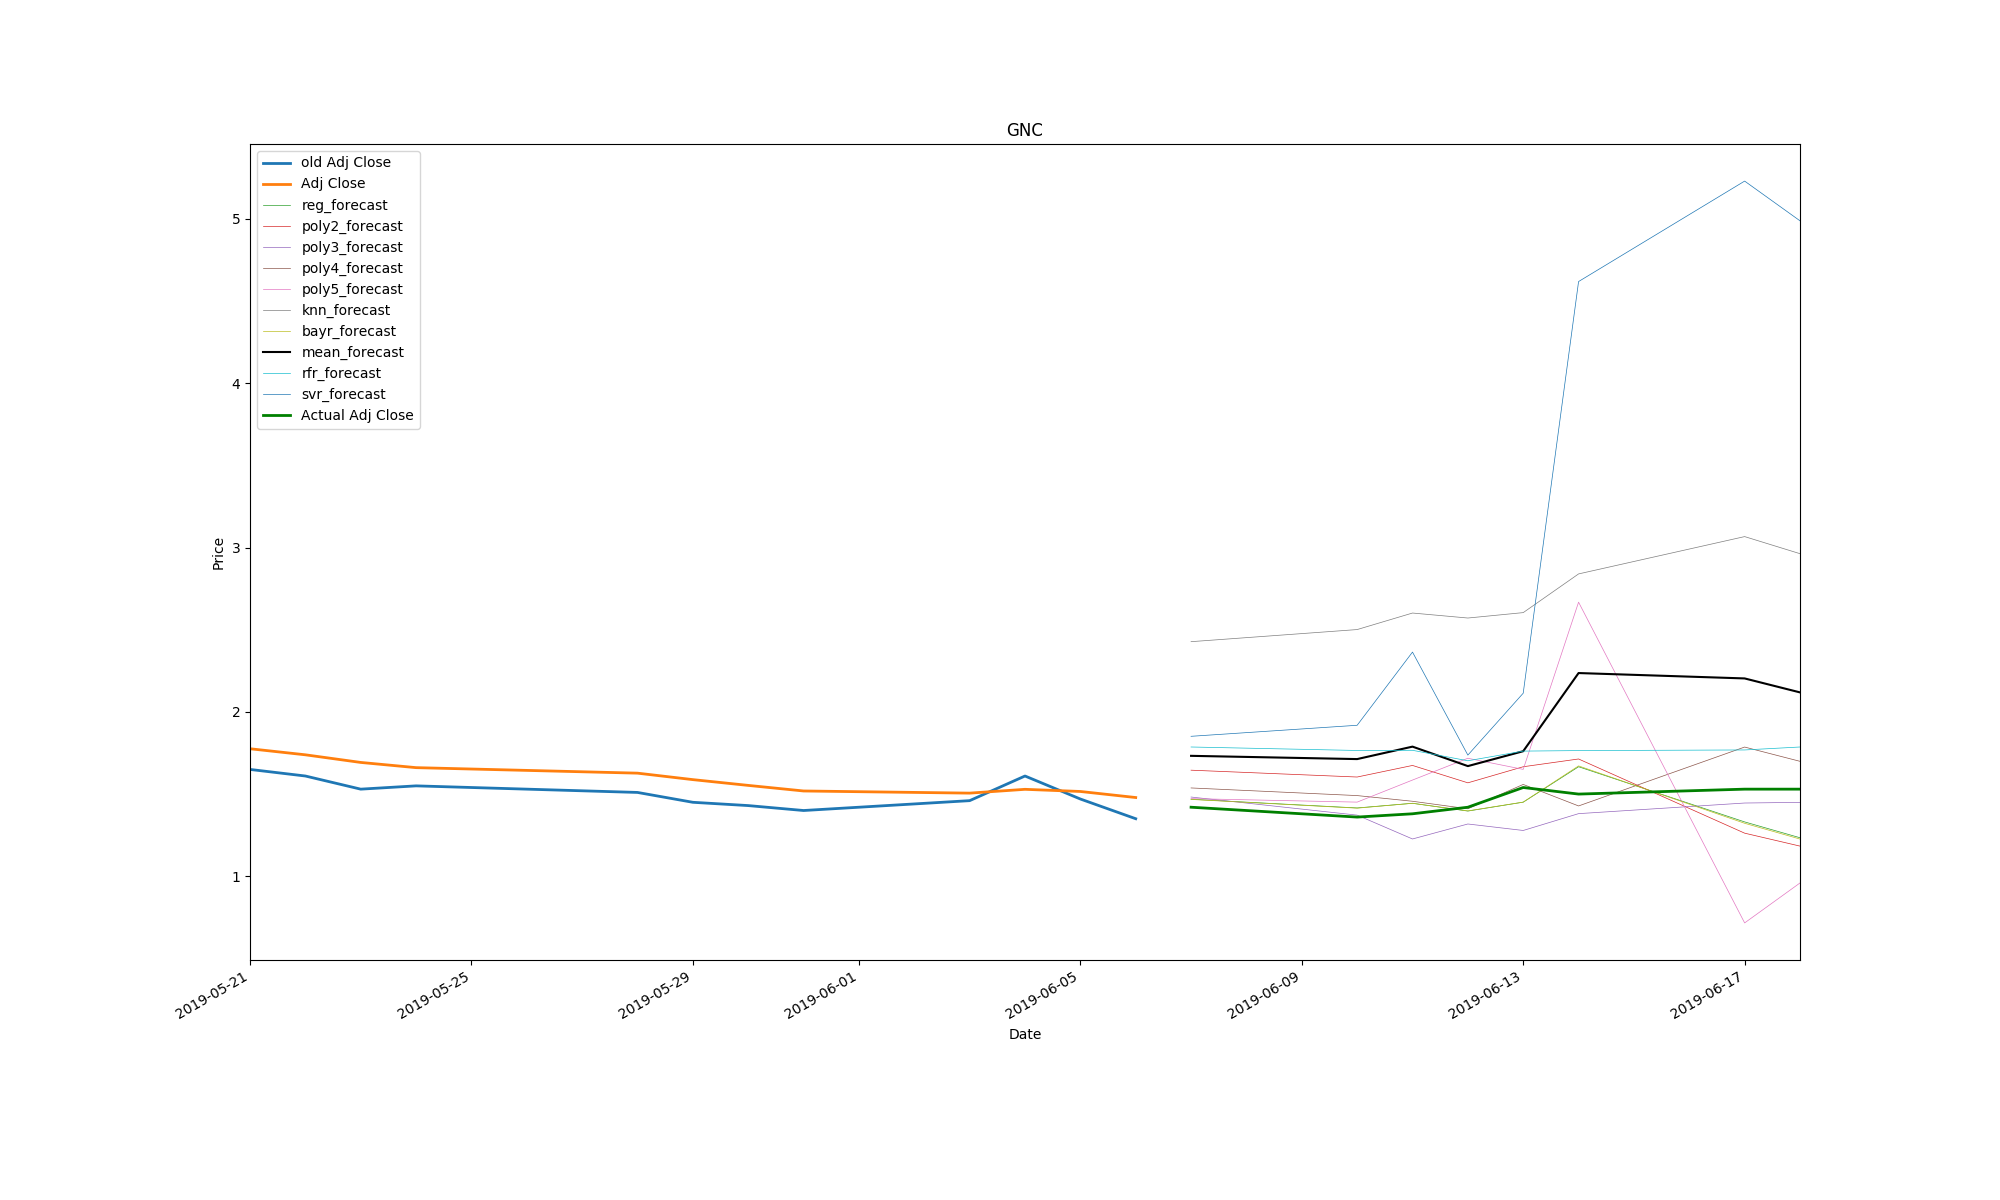 GNC
old Adj Close
Adj Close
reg_forecast
poly2_forecast
poly3_forecast
poly4_forecast
poly5_forecast
knn_forecast
bayr_forecast
mean_forecast
rfr_forecast
svr_forecast
Actual Adj Close
5
4
3
2
1
Price
2019-05-21
2019-05-25
2019-05-29
2019-06-01
2019-06-05
2019-06-09
2019-06-13
2019-06-17
Date